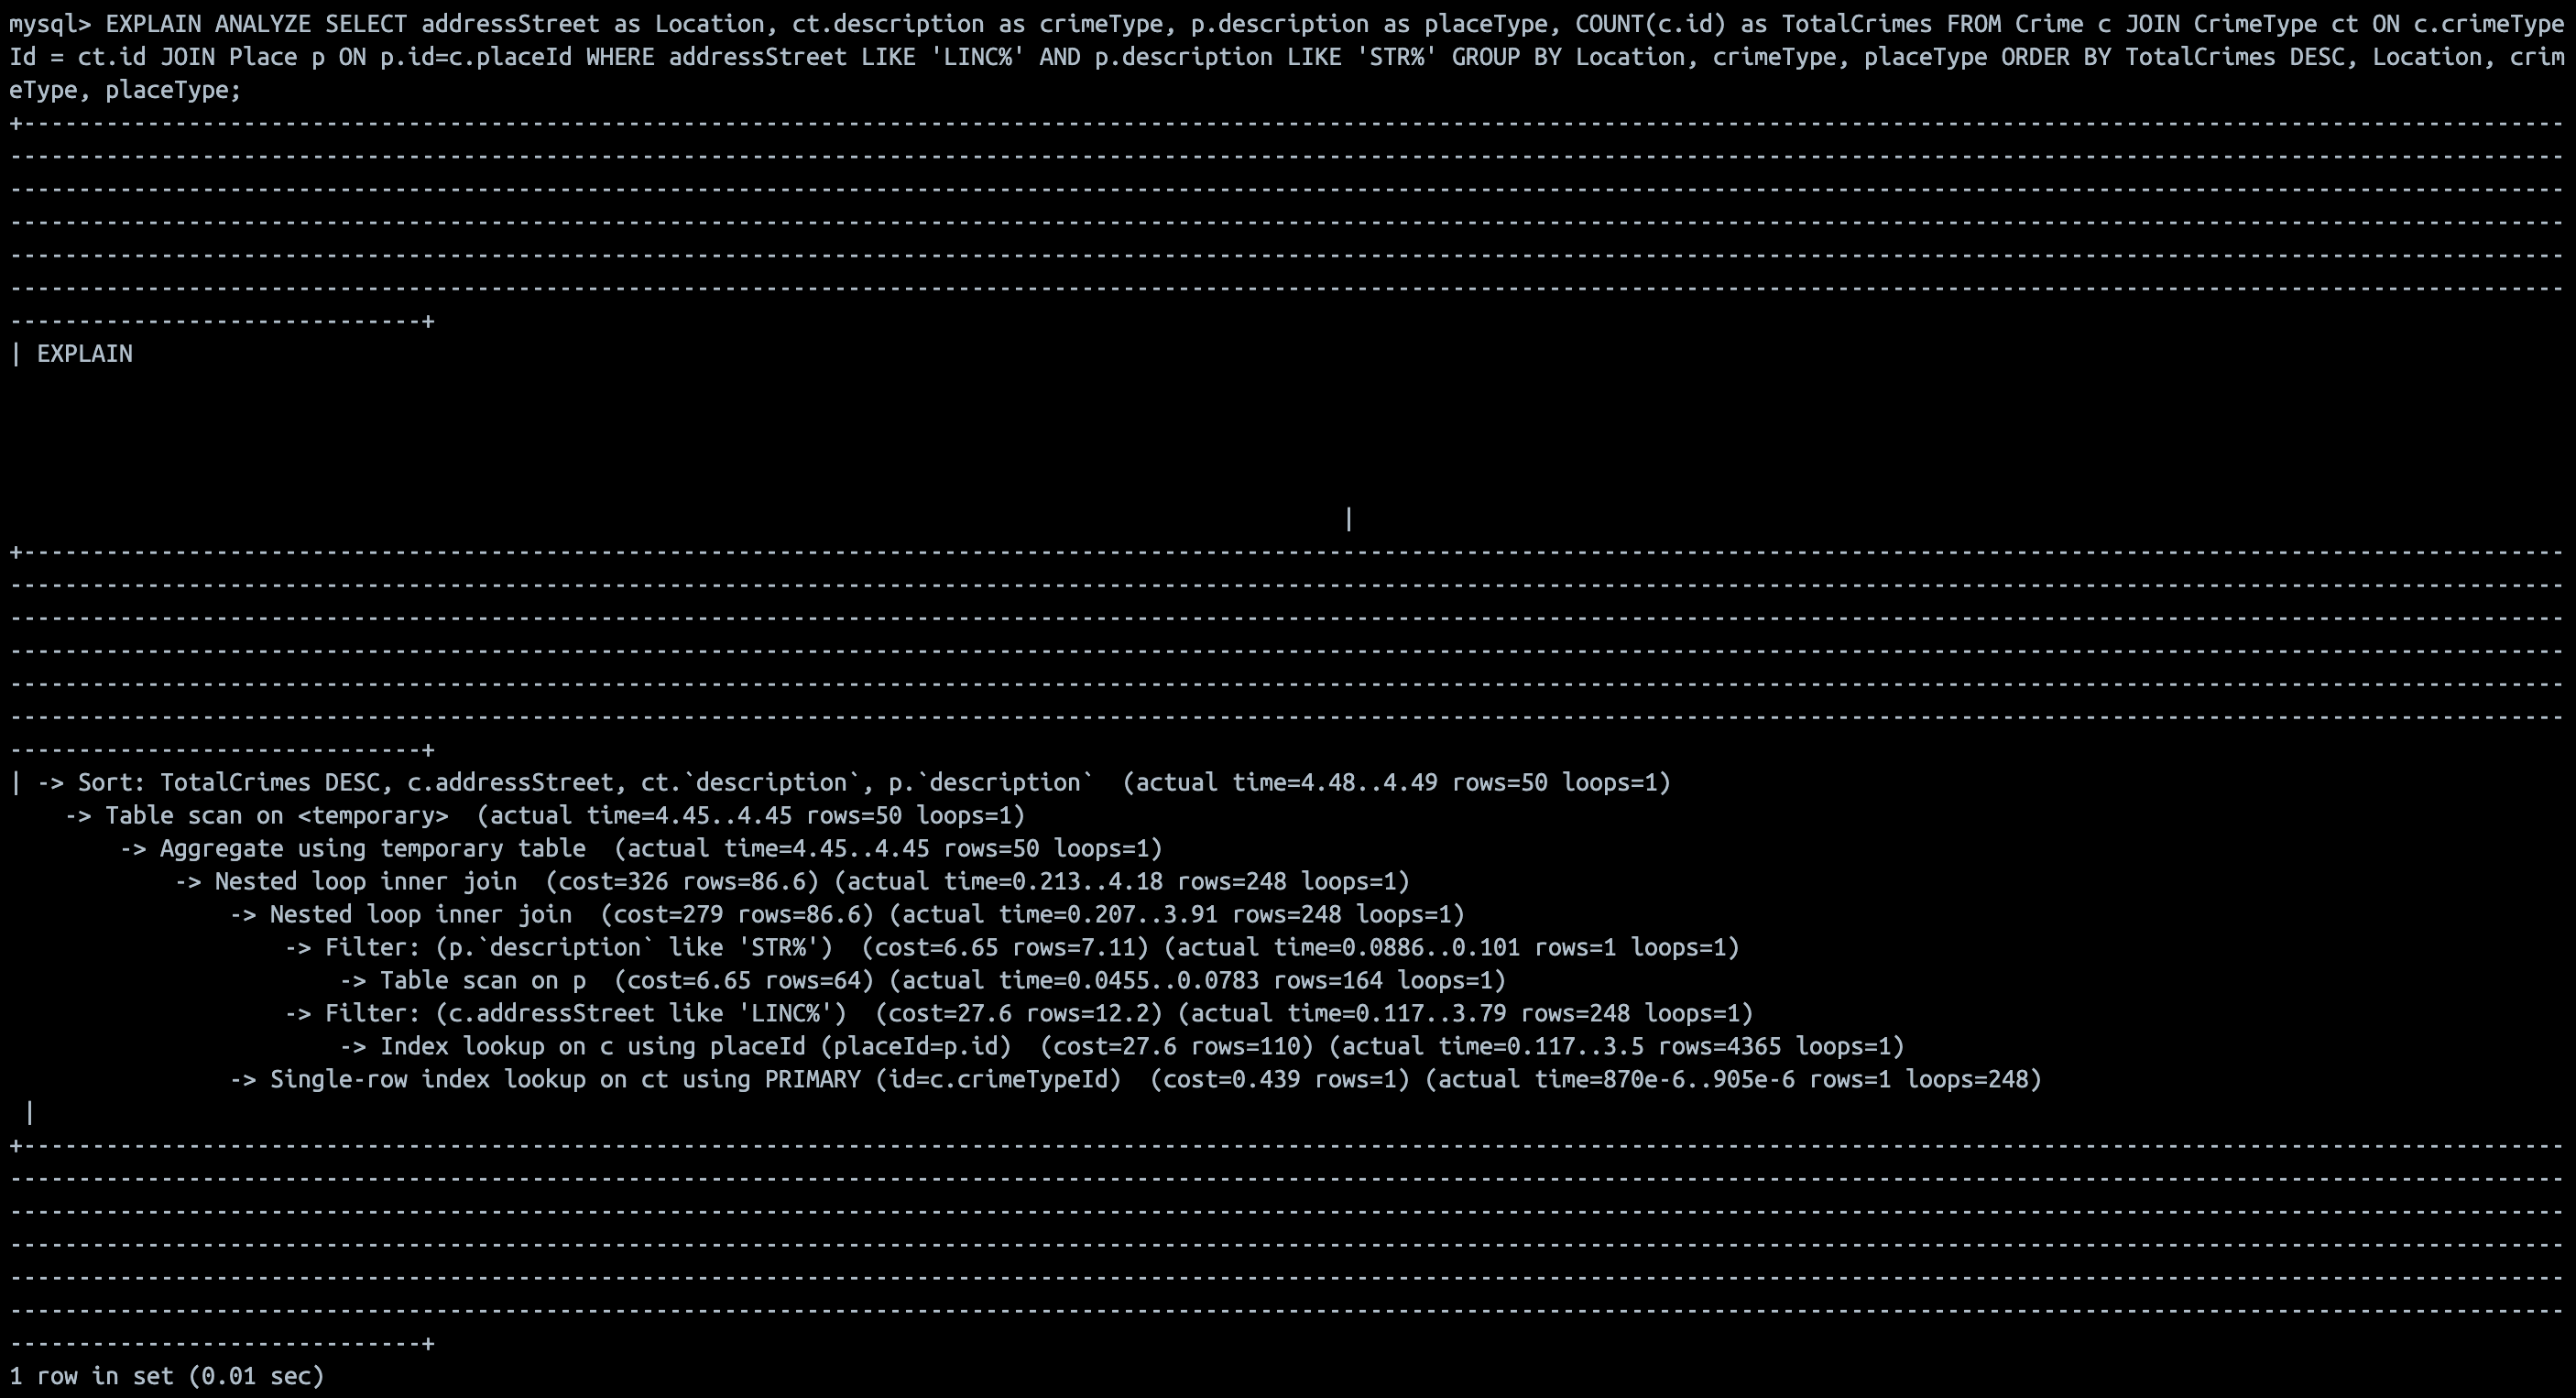 mysql> EXPLAIN ANALYZE SELECT addressStreet as Location, ct.description as crimeType, p.description as placeType, COUNT(c.id) as TotalCrimes FROM Crime c JOIN CrimeType ct ON c.crimeType
Id = ct.id JOIN Place p ON p.id=c.placeId WHERE addressStreet LIKE 'LINC%' AND p.description LIKE 'STR%' GROUP BY Location, crimeType, placeType ORDER BY TotalCrimes DESC, Location, crim
eType, placeType;
| EXPLAIN
|
| -> Sort: TotalCrimes DESC, c.addressStreet, ct.`description`, p.`description`  (actual time=4.48..4.49 rows=50 loops=1)
    -> Table scan on <temporary>  (actual time=4.45..4.45 rows=50 loops=1)
        -> Aggregate using temporary table  (actual time=4.45..4.45 rows=50 loops=1)
            -> Nested loop inner join  (cost=326 rows=86.6) (actual time=0.213..4.18 rows=248 loops=1)
                -> Nested loop inner join  (cost=279 rows=86.6) (actual time=0.207..3.91 rows=248 loops=1)
                    -> Filter: (p.`description` like 'STR%')  (cost=6.65 rows=7.11) (actual time=0.0886..0.101 rows=1 loops=1)
                        -> Table scan on p  (cost=6.65 rows=64) (actual time=0.0455..0.0783 rows=164 loops=1)
                    -> Filter: (c.addressStreet like 'LINC%')  (cost=27.6 rows=12.2) (actual time=0.117..3.79 rows=248 loops=1)
                        -> Index lookup on c using placeId (placeId=p.id)  (cost=27.6 rows=110) (actual time=0.117..3.5 rows=4365 loops=1)
                -> Single-row index lookup on ct using PRIMARY (id=c.crimeTypeId)  (cost=0.439 rows=1) (actual time=870e-6..905e-6 rows=1 loops=248)
 |
1 row in set (0.01 sec)